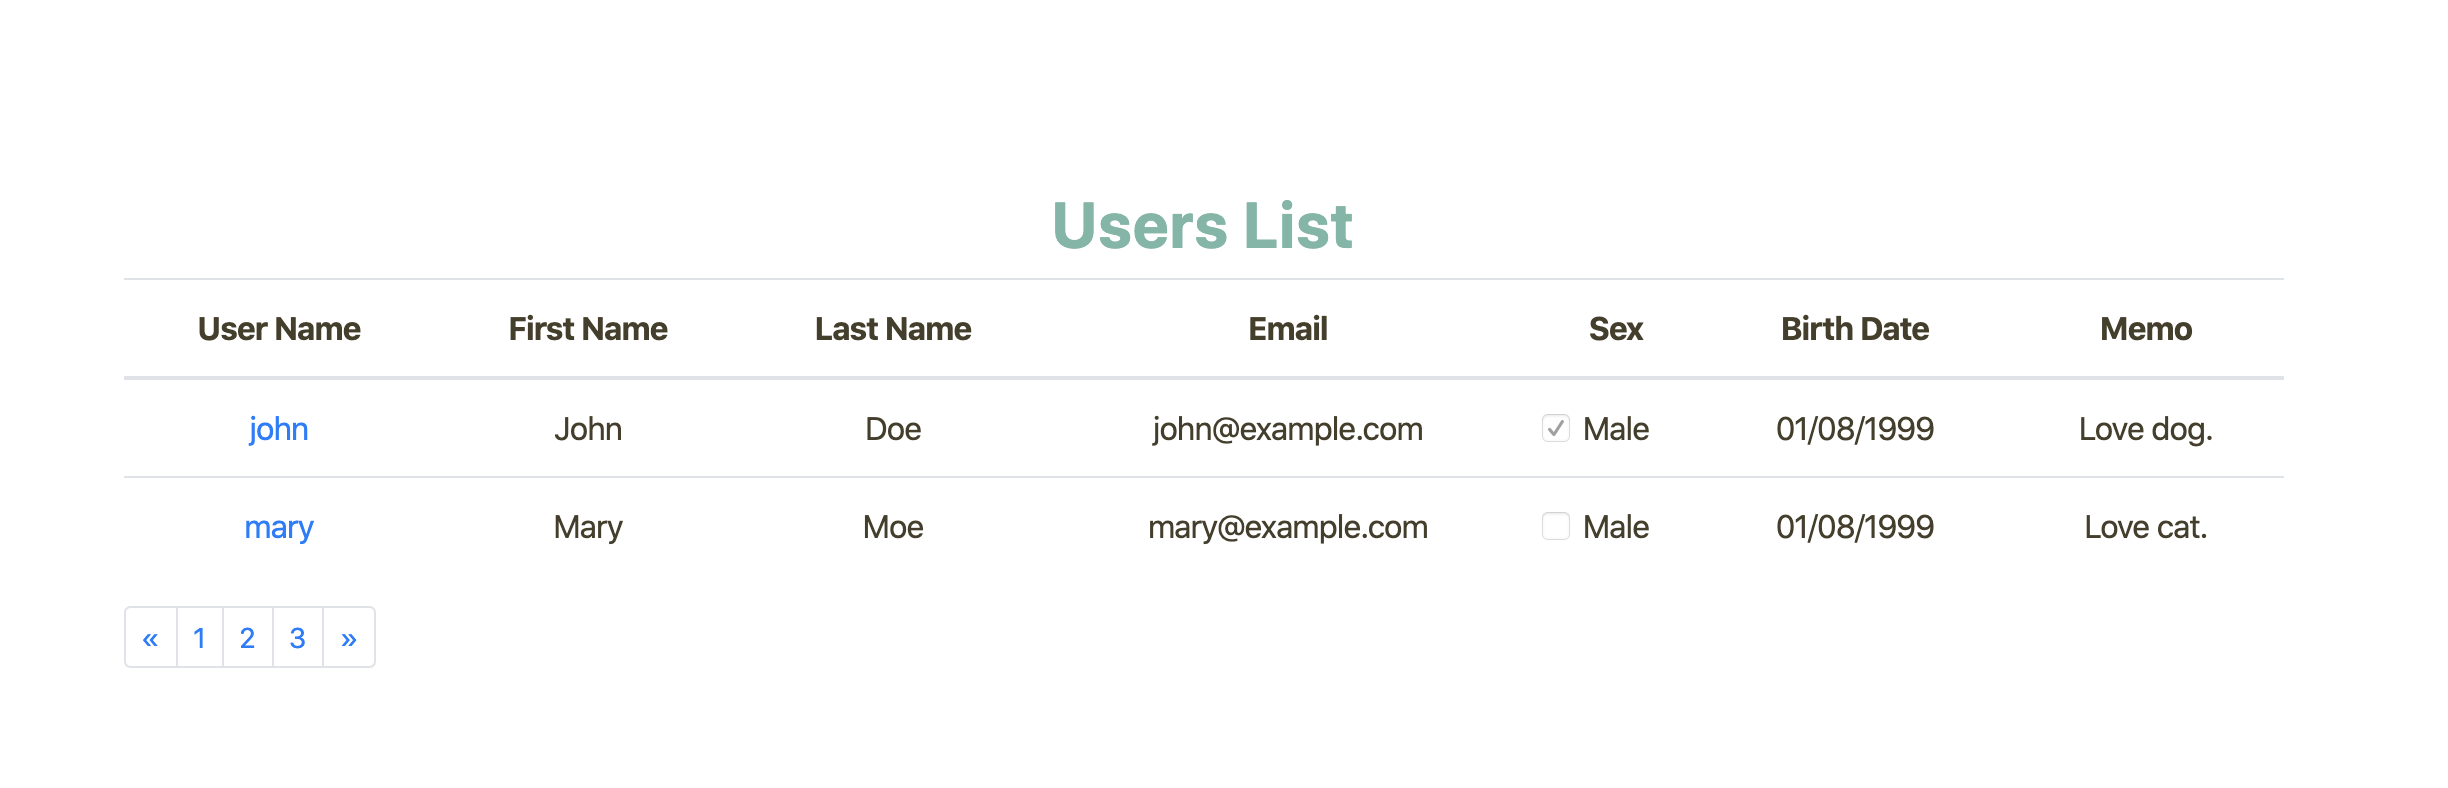 Users List
User Name First Name Last Name Email Sex Birth Date Memo
john John Doe john@example.com Male 01/08/1999 Love dog.
mary Mary Moe mary@example.com Male 01/08/1999 Love cat.
« 1 2 3 »